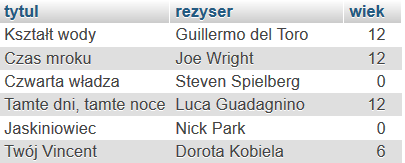 tytul rezyser wiek
Kształt wody Guillermo del Toro 12
Czas mroku Joe Wright 12
Czwarta władza Steven Spielberg 0
Tamte dni, tamte noce Luca Guadagnino 12
Jaskiniowiec Nick Park 0
Twój Vincent Dorota Kobiela 6